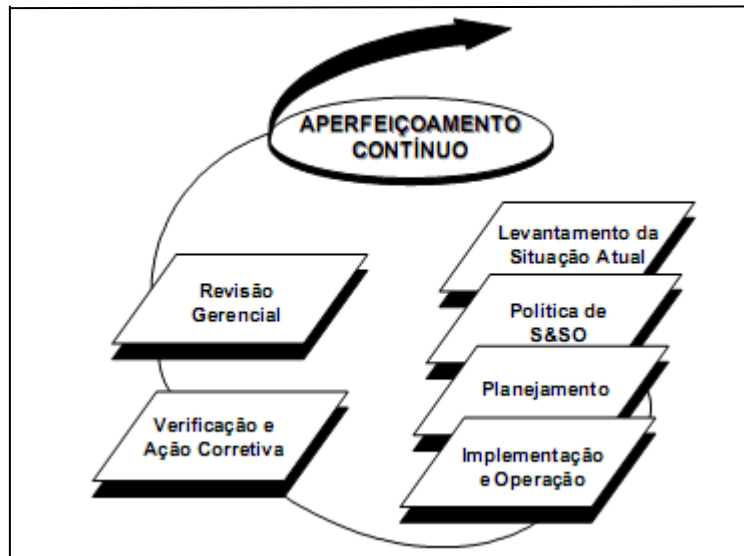 APERFEIÇOAMENTO
CONTÍNUO
Levantamento da
Situação Atual
Política de
S&SO
Planejamento
Implementação
e Operação
Verificação e
Ação Corretiva
Revisão
Gerencial